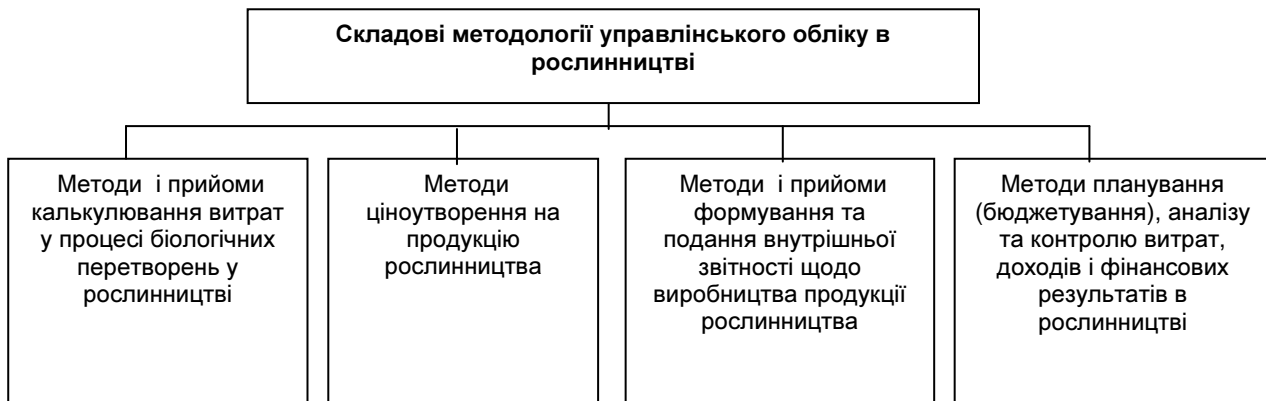 Складові методології управлінського обліку в
рослинництві
Методи і прийоми
калькулювання витрат
у процесі біологічних
перетворень у
рослинництві
Методи
ціноутворення на
продукцію
рослинництва
Методи і прийоми
формування та
подання внутрішньої
звітності щодо
виробництва продукції
рослинництва
Методи планування
(бюджетування), аналізу
та контролю витрат,
доходів і фінансових
результатів в
рослинництві